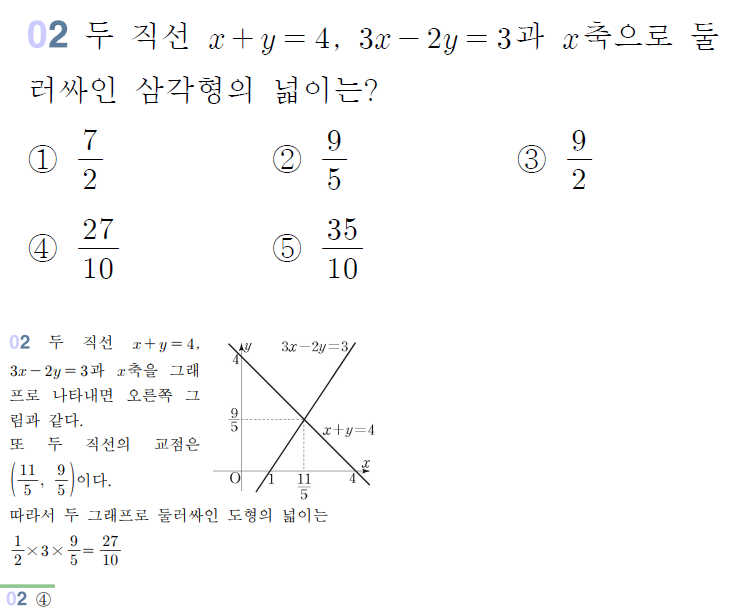 02 두 직선 x+y=4, 3x-2y=3과 x축으로 둘
러싸인 삼각형의 넓이는?
① 7/2 ② 9/5 ③ 9/2
④ 27/10 ⑤ 35/10
02 두 직선 x+y=4,
3x-2y=3과 x축을 그래
프로 나타내면 오른쪽 그
림과 같다.
또 두 직선의 교점은
(11/5, 9/5)이다.
y 3x-2y=3
4
9/5
x+y=4
x
O 1 11/5 4
따라서 두 그래프로 둘러싸인 도형의 넓이는
1/2×3×9/5=27/10
02 ④